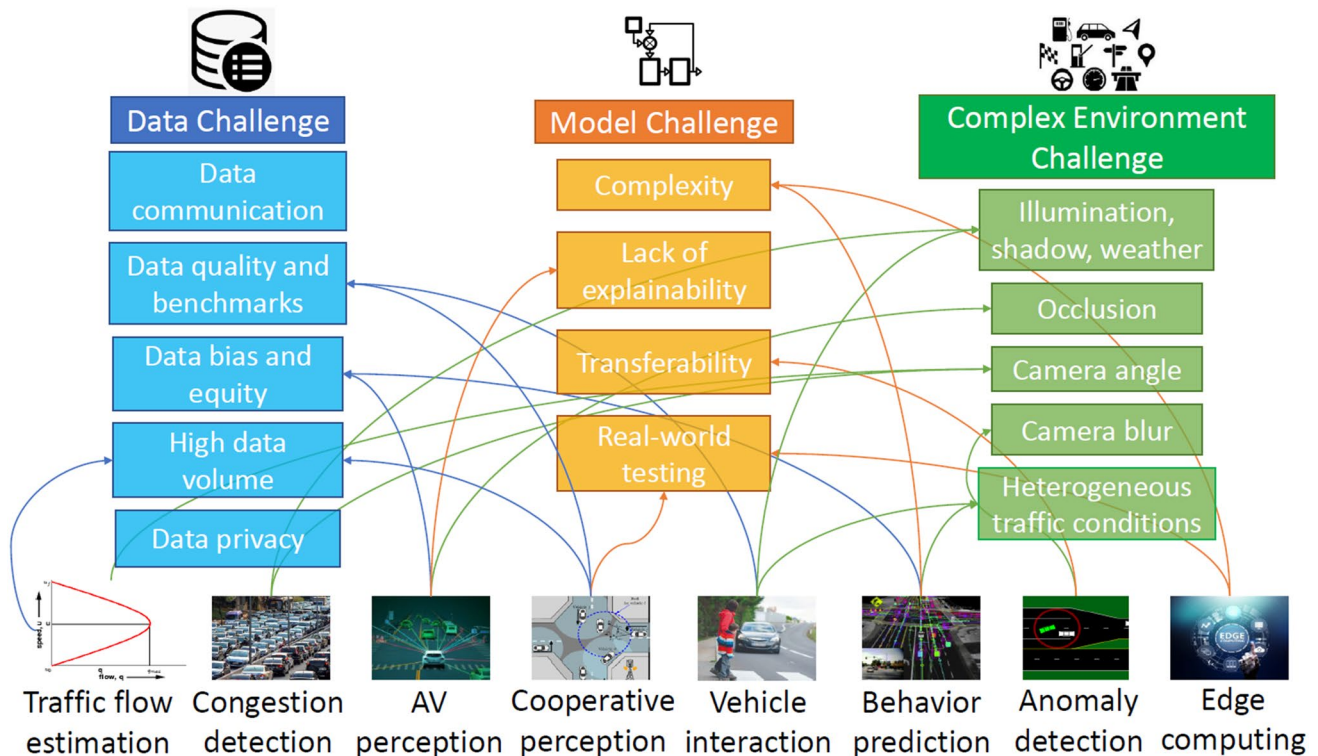 Data Challenge
Data
communication
Data quality and
benchmarks
Data bias and
equity
High data
volume
Data privacy
Model Challenge
Complexity
Lack of
explainability
Transferability
Real-world
testing
Complex Environment
Challenge
Illumination,
shadow, weather
Occlusion
Camera angle
Camera blur
Heterogeneous
traffic conditions
speed, u
u
q
flow, q
EDGE
Traffic flow
estimation
Congestion
detection
AV
perception
Cooperative
perception
Vehicle
interaction
Behavior
prediction
Anomaly
detection
Edge
computing